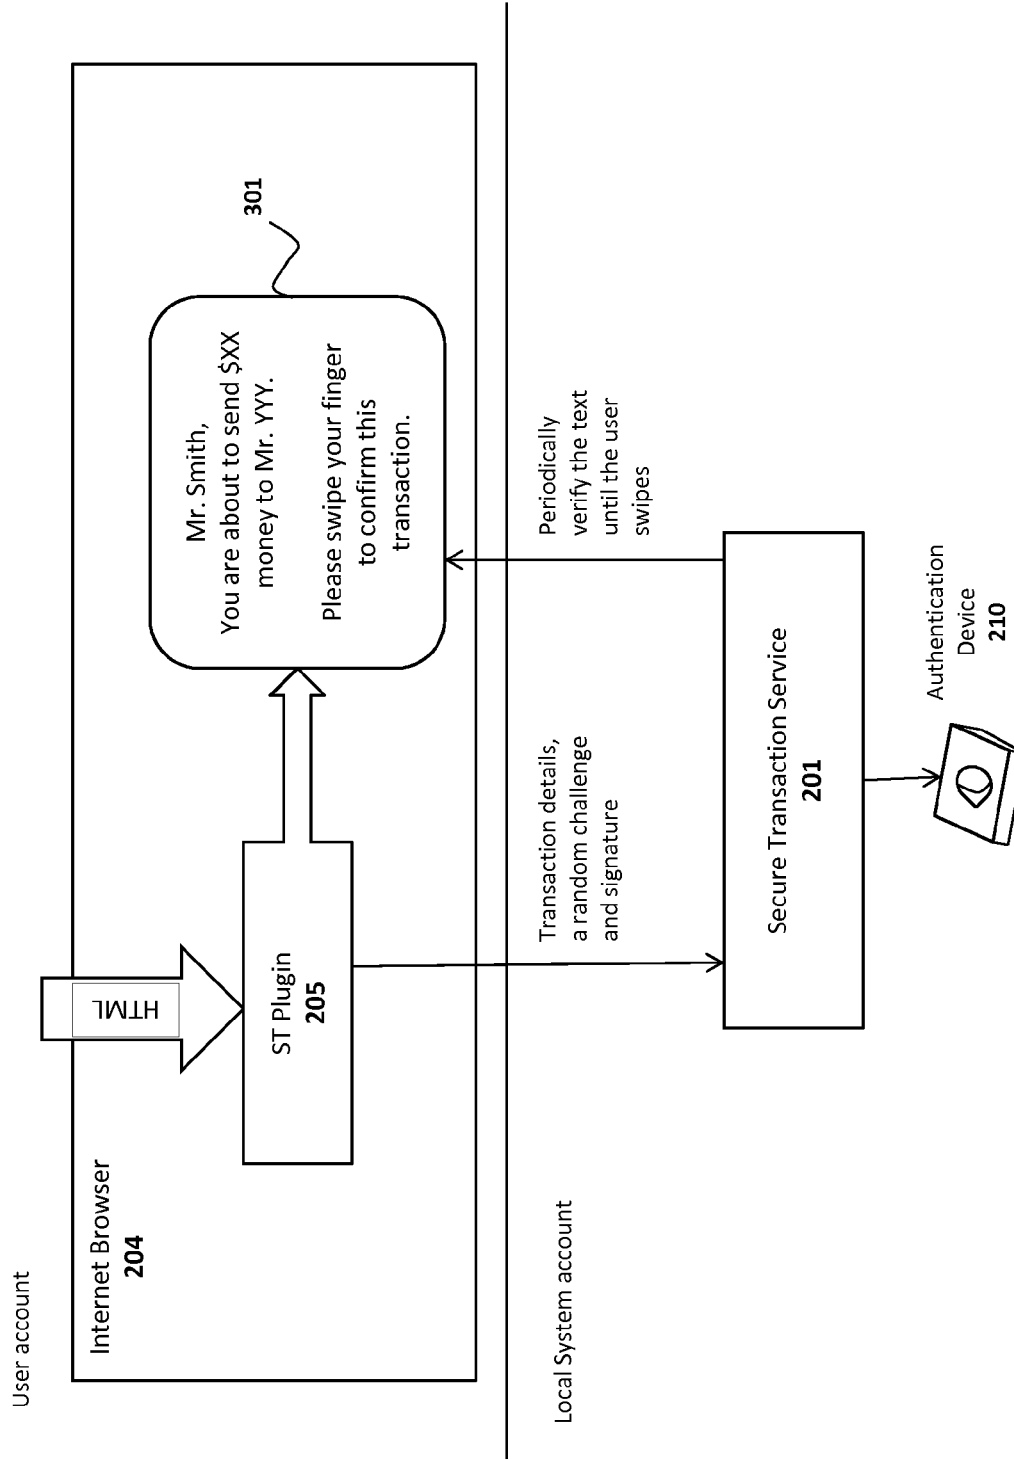 User account
Internet Browser
204
HTML
ST Plugin
205
Mr. Smith,
You are about to send $XX
money to Mr. YYY.
Please swipe your finger
to confirm this
transaction.
301
Local System account
Transaction details,
a random challenge
and signature
Periodically
verify the text
until the user
swipes
Secure Transaction Service
201
Authentication
Device
210